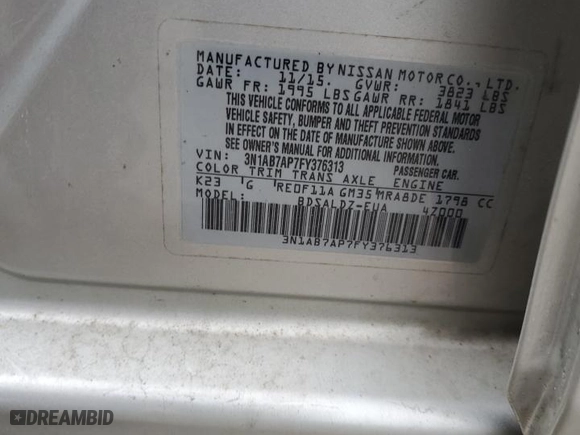 MANUFACTURED BY NISSAN MOTOR CO., LTD.
DATE: 11/15. GVWR: 3823 LBS
GAWR FR: 1995 LBS GAWR RR: 1841 LBS
THIS VEHICLE CONFORMS TO ALL APPLICABLE FEDERAL MOTOR
VEHICLE SAFETY, BUMPER AND THEFT PREVENTION STANDARDS
IN EFFECT ON THE DATE OF MANUFACTURE SHOWN ABOVE.
SEE OWNER'S MANUAL FOR ADDITIONAL INFORMATION.
VIN: 3N1AB7AP7FY376313 PASSENGER CAR.
COLOR TRIM TRANS AXLE ENGINE
K23 G RE0F11A GM35 MRA8DE 1798 CC
MODEL: BDSALDZ-EUA 4Z000
3N1AB7AP7FY376313
DREAMBID